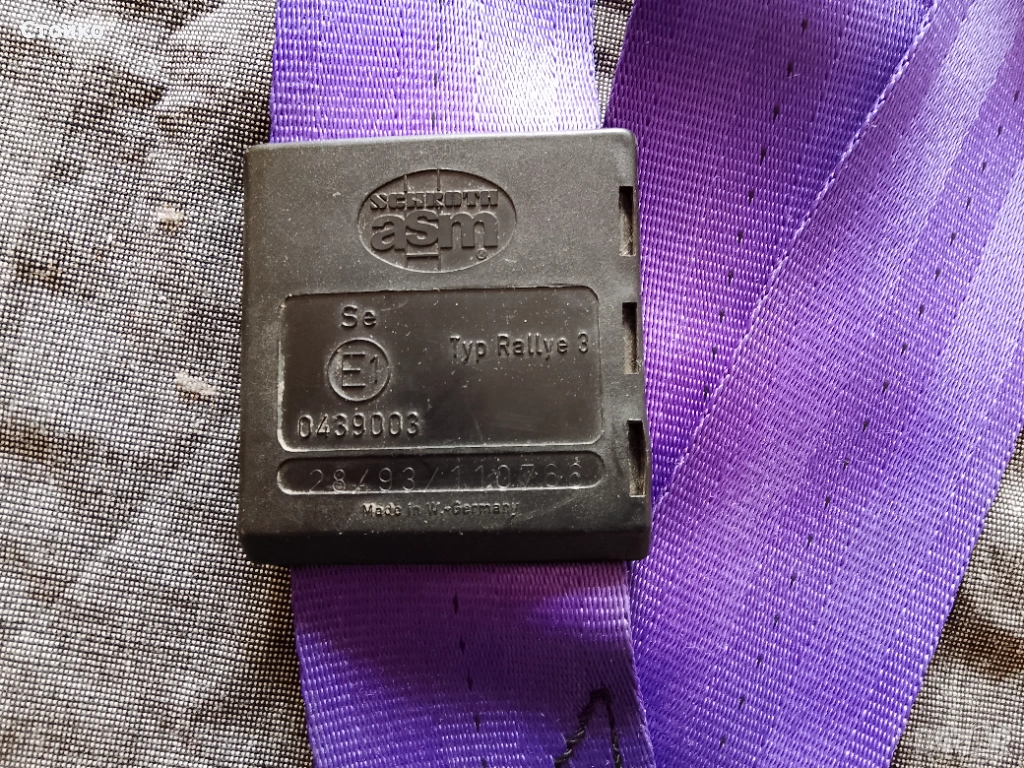 SCHROTH
asm
®
Se
Typ Rallye 3
E1
0439003
28/93/110766
Made in W.-Germany